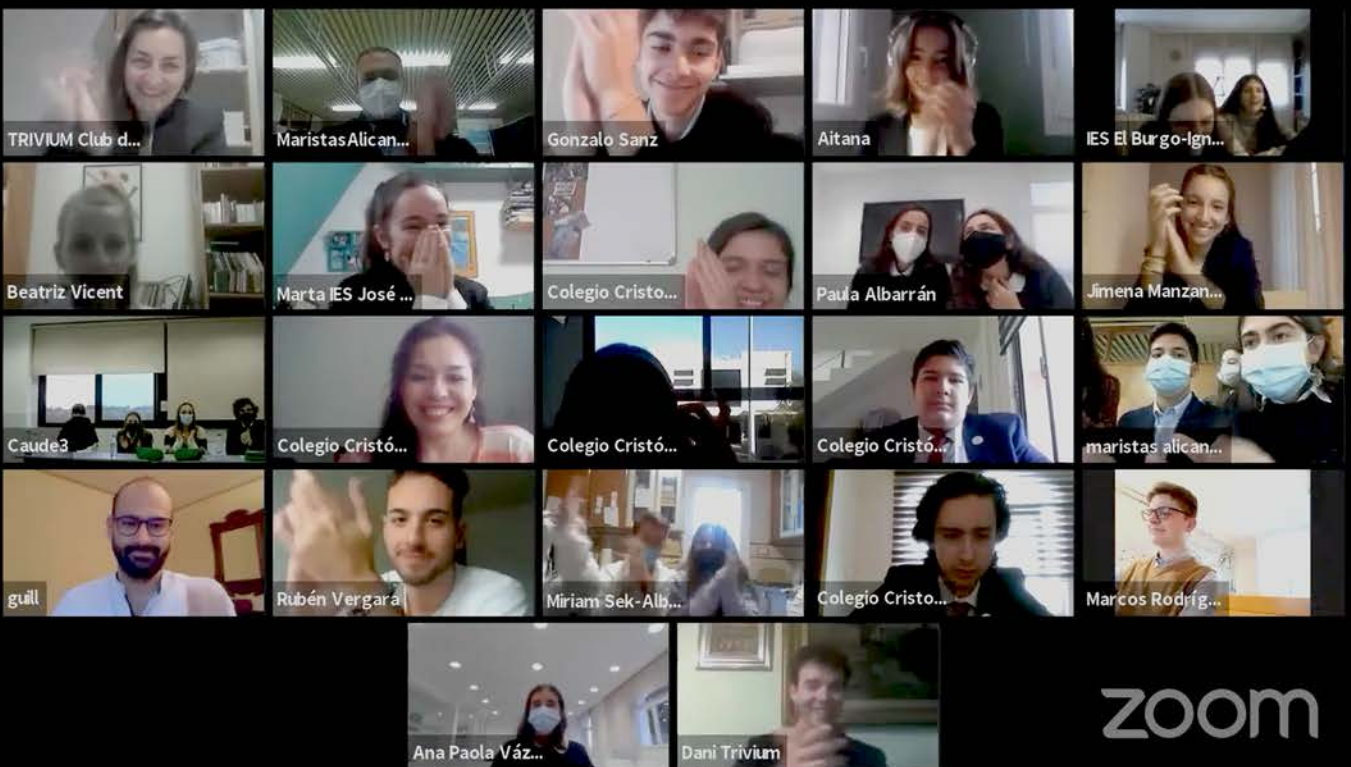 TRIVIUM Club d...
MaristasAlican...
Gonzalo Sanz
Aitana
IES El Burgo-Ign...
Beatriz Vicent
Marta IES José ...
Colegio Cristo...
Paula Albarrán
Jimena Manzan...
Caude3
Colegio Cristó...
Colegio Cristó...
Colegio Cristó...
maristas alican...
guill
Rubén Vergara
Miriam Sek-Alb...
Colegio Cristo...
Marcos Rodríg...
Ana Paola Váz...
Dani Trivium
zoom